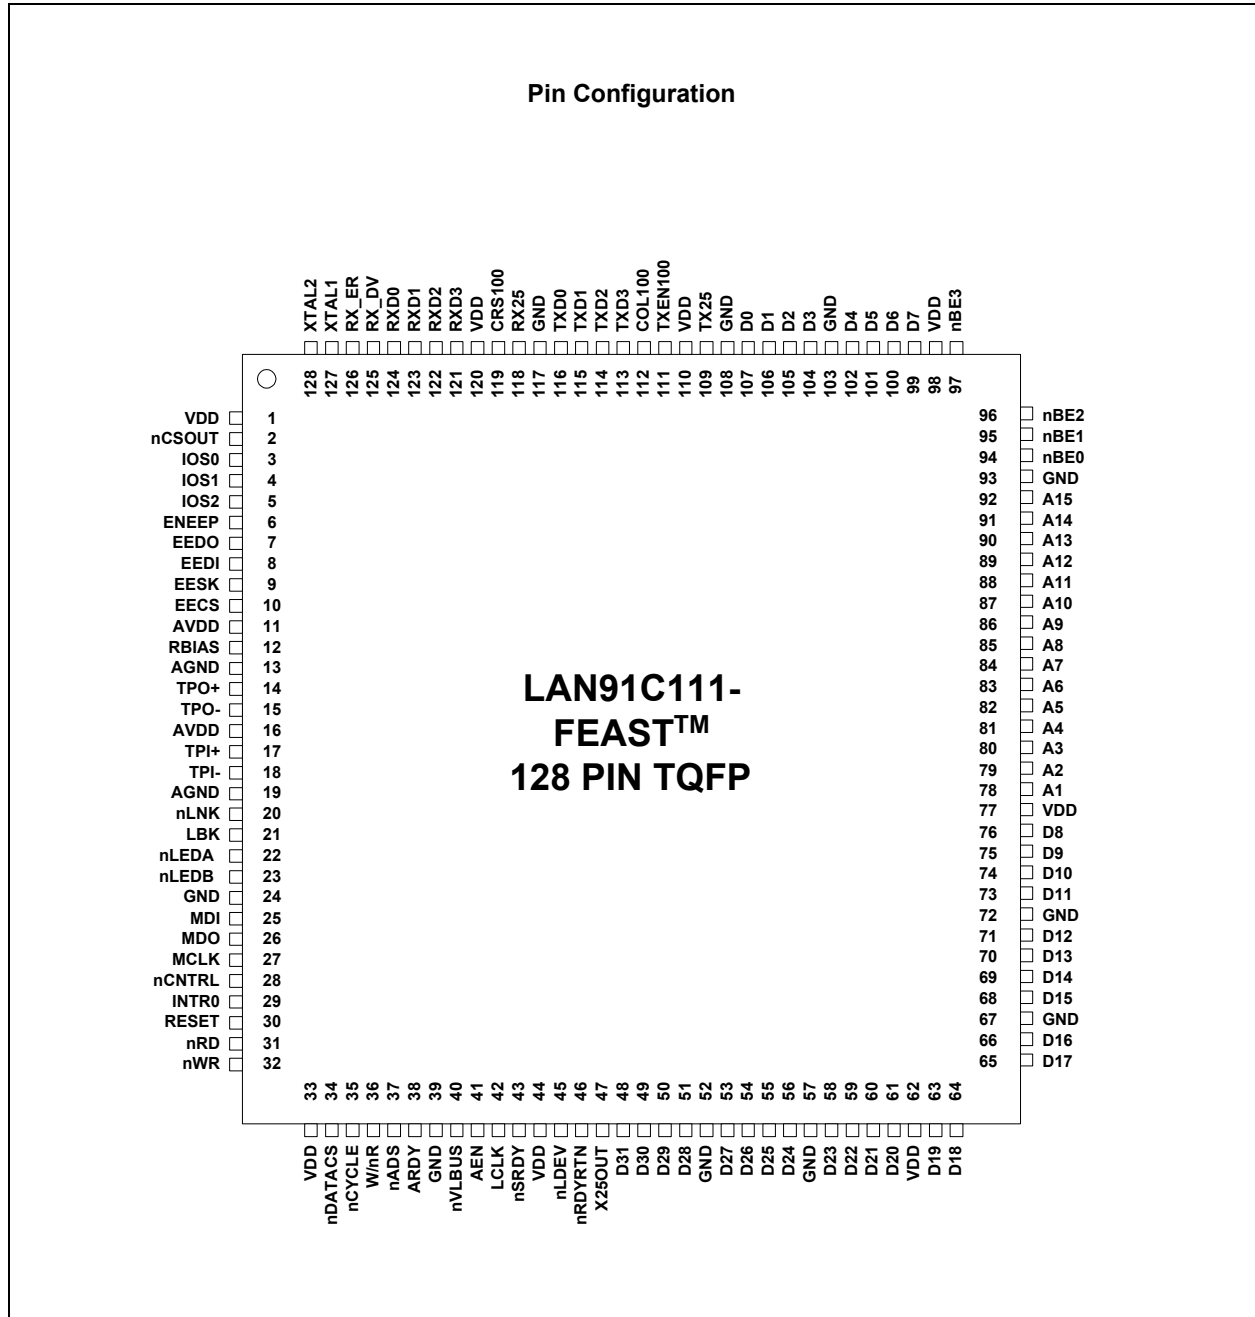 Pin Configuration
XTAL2 XTAL1 RX_ER RX_DV RXD0 RXD1 RXD2 RXD3 VDD CRS100 RX25 GND TXD0 TXD1 TXD2 TXD3 COL100 TXEN100 VDD TX25 GND D0 D1 D2 D3 GND D4 D5 D6 D7 VDD nBE3
128 127 126 125 124 123 122 121 120 119 118 117 116 115 114 113 112 111 110 109 108 107 106 105 104 103 102 101 100 99 98 97
VDD 1
nCSOUT 2
IOS0 3
IOS1 4
IOS2 5
ENEEP 6
EEDO 7
EEDI 8
EESK 9
EECS 10
AVDD 11
RBIAS 12
AGND 13
TPO+ 14
TPO- 15
AVDD 16
TPI+ 17
TPI- 18
AGND 19
nLNK 20
LBK 21
nLEDA 22
nLEDB 23
GND 24
MDI 25
MDO 26
MCLK 27
nCNTRL 28
INTR0 29
RESET 30
nRD 31
nWR 32
LAN91C111-
FEAST™
128 PIN TQFP
96 nBE2
95 nBE1
94 nBE0
93 GND
92 A15
91 A14
90 A13
89 A12
88 A11
87 A10
86 A9
85 A8
84 A7
83 A6
82 A5
81 A4
80 A3
79 A2
78 A1
77 VDD
76 D8
75 D9
74 D10
73 D11
72 GND
71 D12
70 D13
69 D14
68 D15
67 GND
66 D16
65 D17
33 34 35 36 37 38 39 40 41 42 43 44 45 46 47 48 49 50 51 52 53 54 55 56 57 58 59 60 61 62 63 64
VDD nDATACS nCYCLE W/nR nADS ARDY GND nVLBUS AEN LCLK nSRDY VDD nLDEV nRDYRTN X25OUT D31 D30 D29 D28 GND D27 D26 D25 D24 GND D23 D22 D21 D20 VDD D19 D18